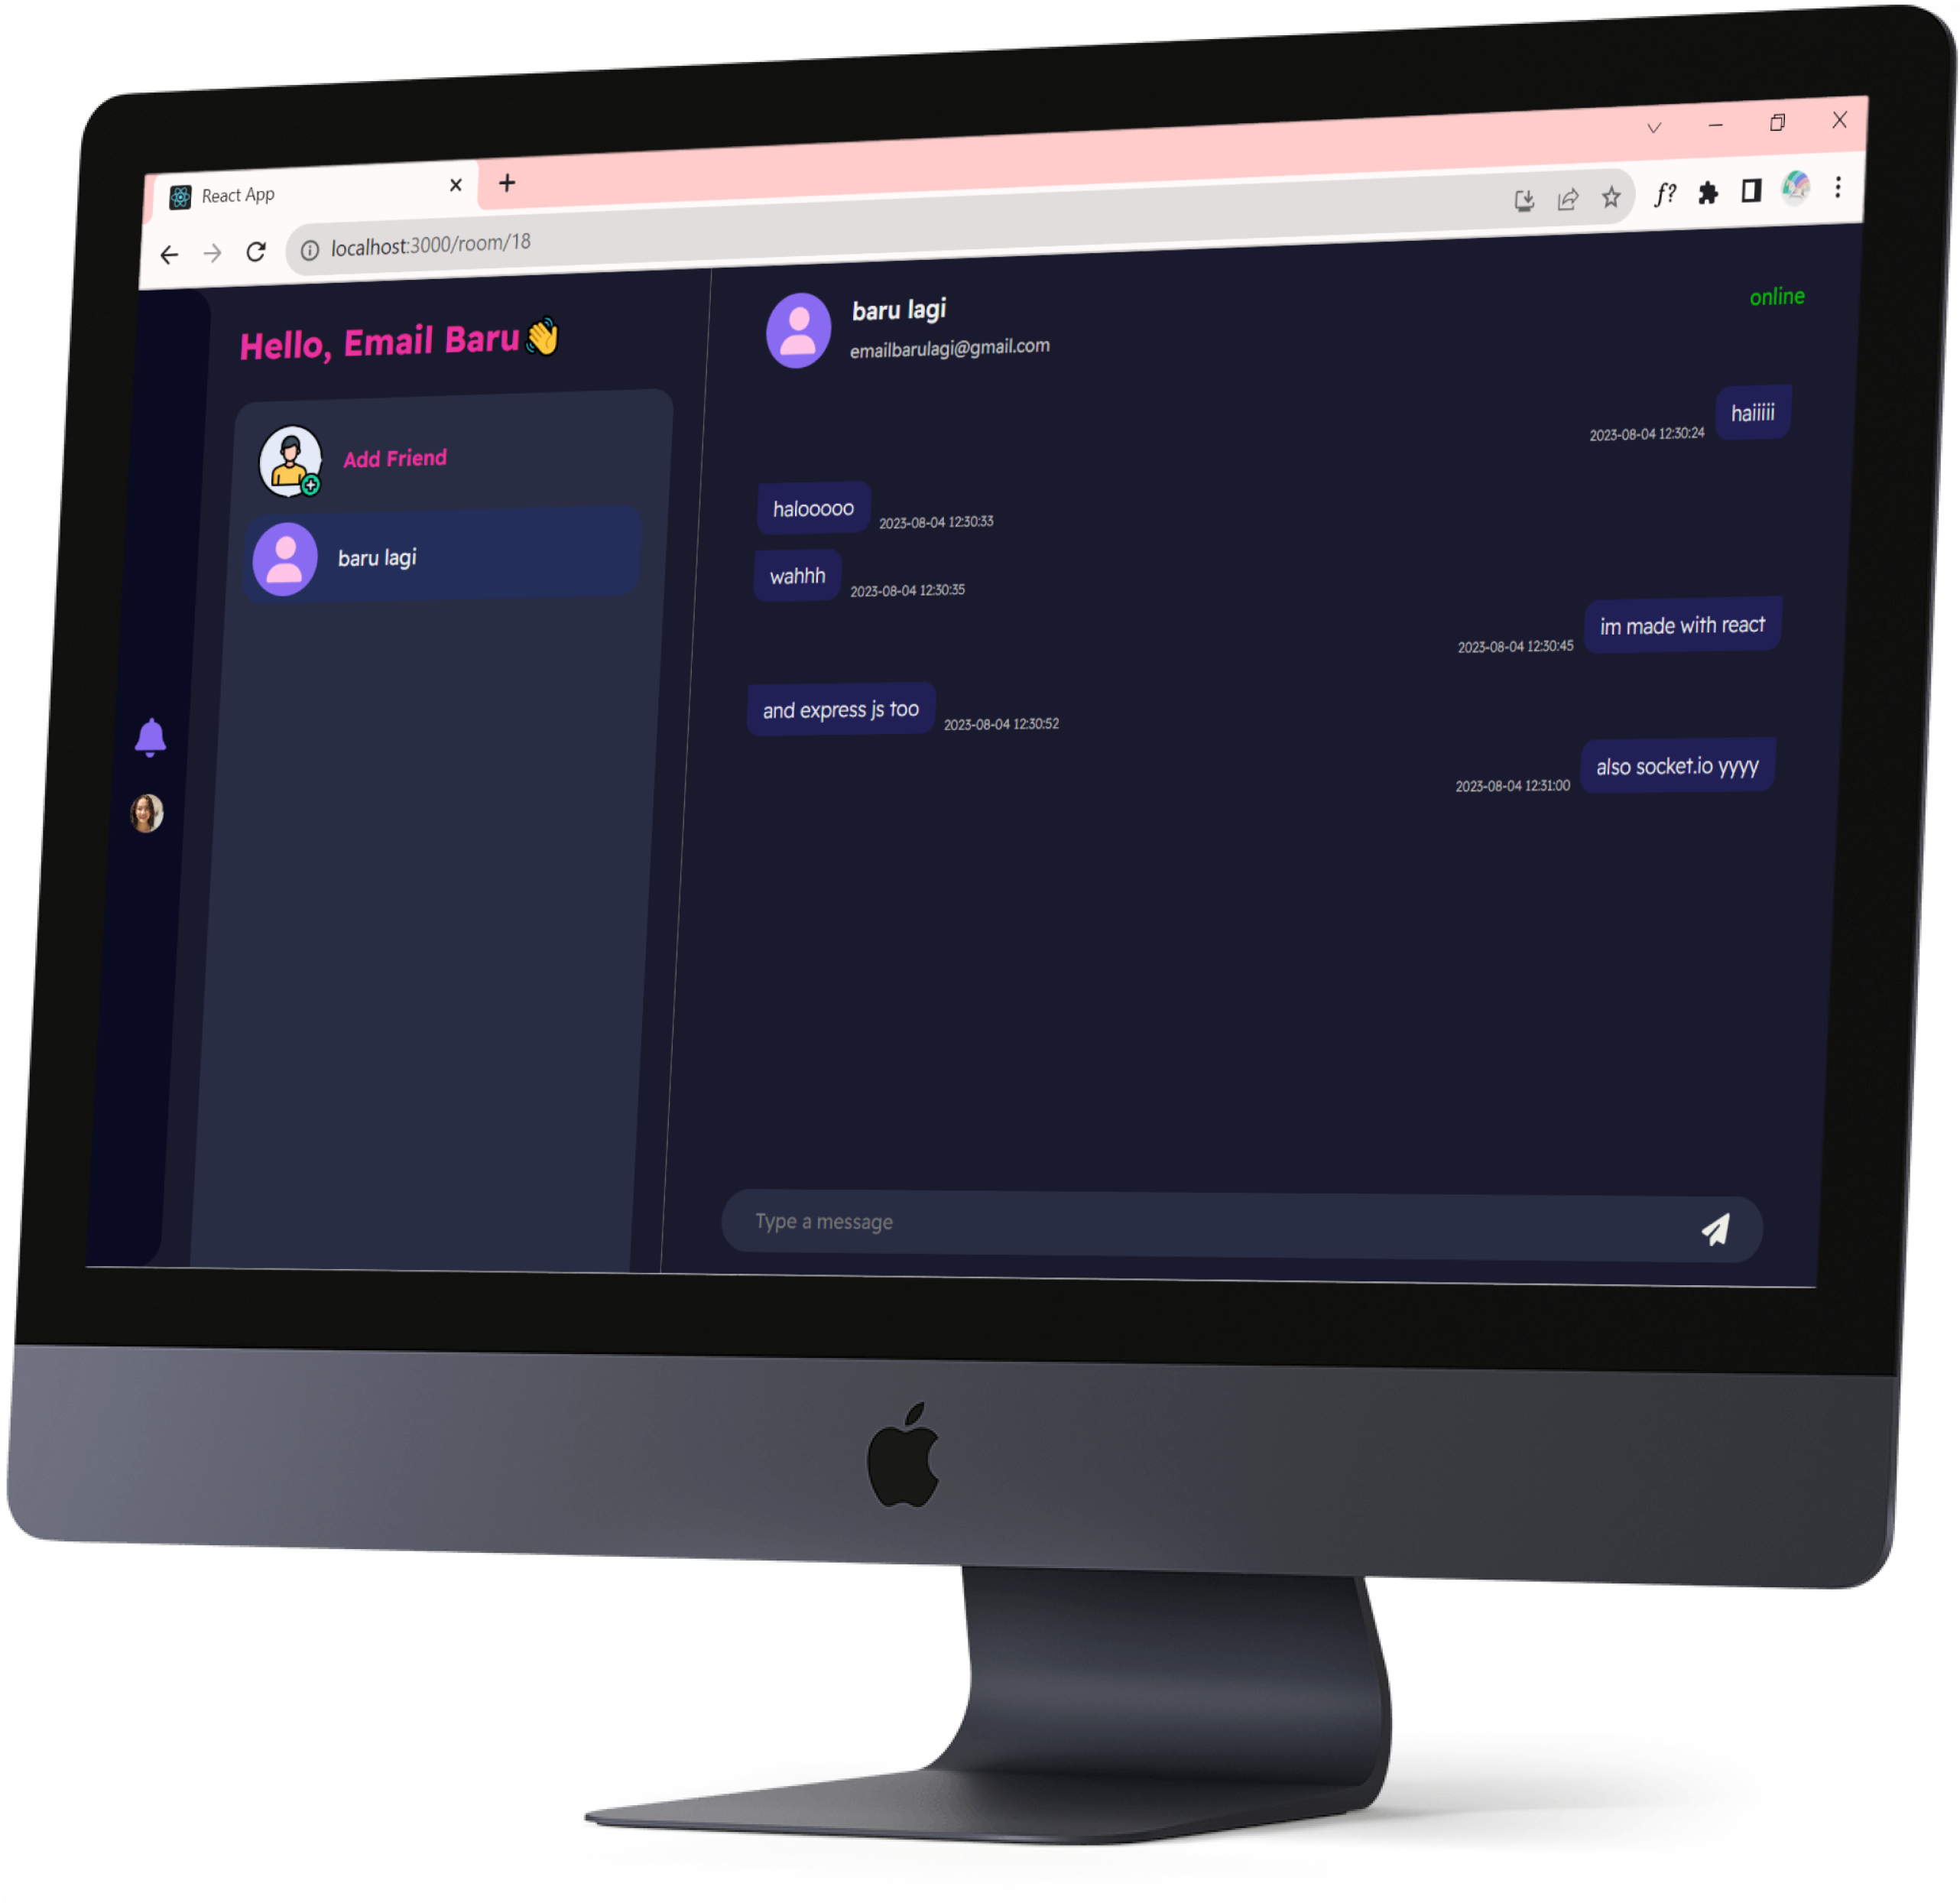 React App
localhost:3000/room/18
f?
Hello, Email Baru👋
Add Friend
baru lagi
baru lagi
emailbarulagi@gmail.com
online
2023-08-04 12:30:24 haiiiii
halooooo 2023-08-04 12:30:33
wahhh 2023-08-04 12:30:35
2023-08-04 12:30:45 im made with react
and express js too 2023-08-04 12:30:52
2023-08-04 12:31:00 also socket.io yyyy
Type a message